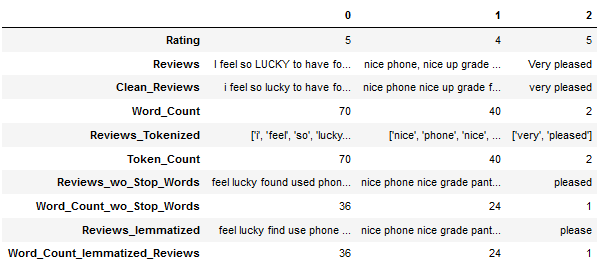 0 1 2
Rating 5 4 5
Reviews I feel so LUCKY to have fo... nice phone, nice up grade ... Very pleased
Clean_Reviews i feel so lucky to have fo... nice phone nice up grade f... very pleased
Word_Count 70 40 2
Reviews_Tokenized ['i', 'feel', 'so', 'lucky... ['nice', 'phone', 'nice', ... ['very', 'pleased']
Token_Count 70 40 2
Reviews_wo_Stop_Words feel lucky found used phon... nice phone nice grade pant... pleased
Word_Count_wo_Stop_Words 36 24 1
Reviews_lemmatized feel lucky find use phone ... nice phone nice grade pant... please
Word_Count_lemmatized_Reviews 36 24 1